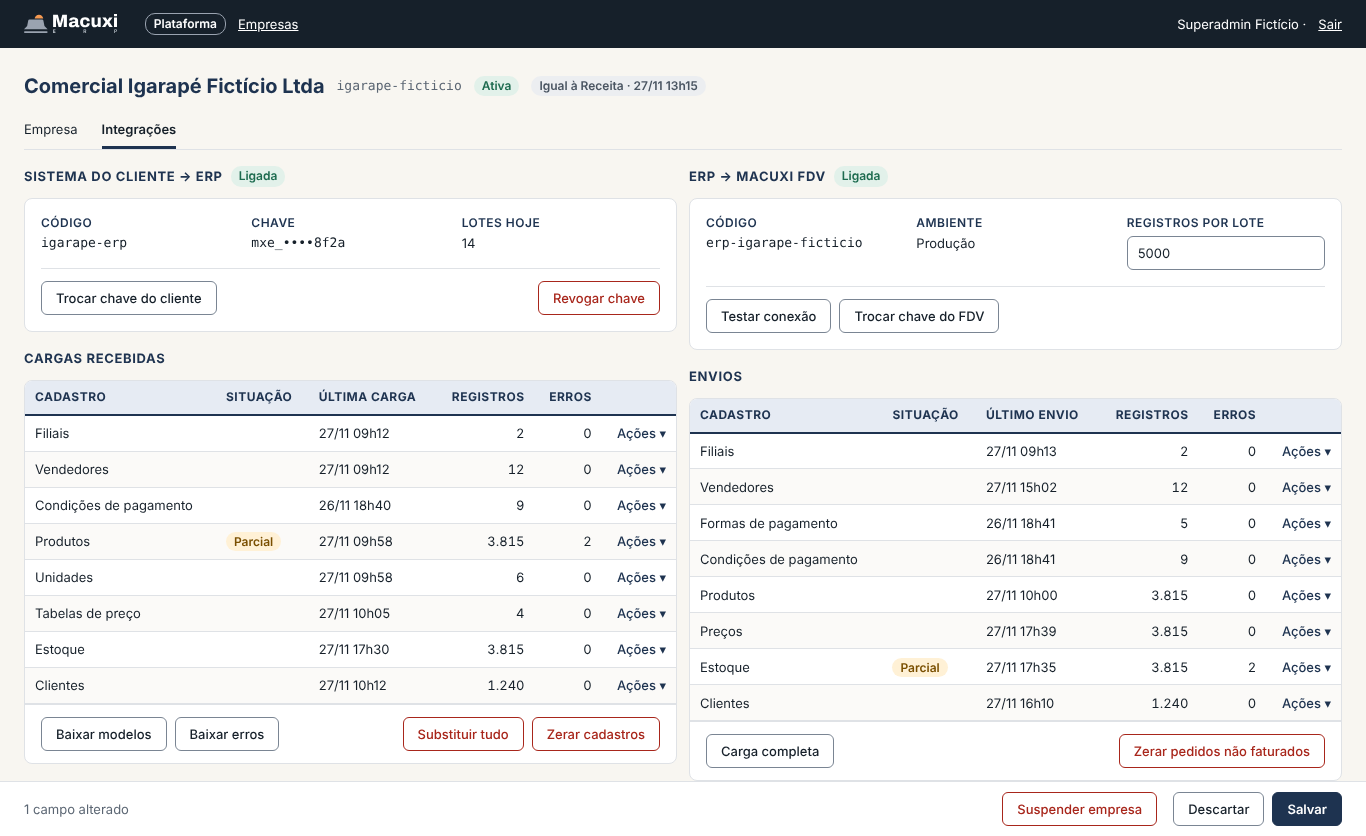 Macuxi
E R P
Plataforma Empresas
Superadmin Fictício · Sair
Comercial Igarapé Fictício Ltda igarape-ficticio Ativa Igual à Receita · 27/11 13h15
Empresa Integrações
SISTEMA DO CLIENTE → ERP Ligada
CÓDIGO CHAVE LOTES HOJE
igarape-erp mxe_••••8f2a 14
Trocar chave do cliente Revogar chave
CARGAS RECEBIDAS
CADASTRO SITUAÇÃO ÚLTIMA CARGA REGISTROS ERROS
Filiais 27/11 09h12 2 0 Ações ▾
Vendedores 27/11 09h12 12 0 Ações ▾
Condições de pagamento 26/11 18h40 9 0 Ações ▾
Produtos Parcial 27/11 09h58 3.815 2 Ações ▾
Unidades 27/11 09h58 6 0 Ações ▾
Tabelas de preço 27/11 10h05 4 0 Ações ▾
Estoque 27/11 17h30 3.815 0 Ações ▾
Clientes 27/11 10h12 1.240 0 Ações ▾
Baixar modelos Baixar erros Substituir tudo Zerar cadastros
ERP → MACUXI FDV Ligada
CÓDIGO AMBIENTE REGISTROS POR LOTE
erp-igarape-ficticio Produção 5000
Testar conexão Trocar chave do FDV
ENVIOS
CADASTRO SITUAÇÃO ÚLTIMO ENVIO REGISTROS ERROS
Filiais 27/11 09h13 2 0 Ações ▾
Vendedores 27/11 15h02 12 0 Ações ▾
Formas de pagamento 26/11 18h41 5 0 Ações ▾
Condições de pagamento 26/11 18h41 9 0 Ações ▾
Produtos 27/11 10h00 3.815 0 Ações ▾
Preços 27/11 17h39 3.815 0 Ações ▾
Estoque Parcial 27/11 17h35 3.815 2 Ações ▾
Clientes 27/11 16h10 1.240 0 Ações ▾
Carga completa Zerar pedidos não faturados
1 campo alterado Suspender empresa Descartar Salvar